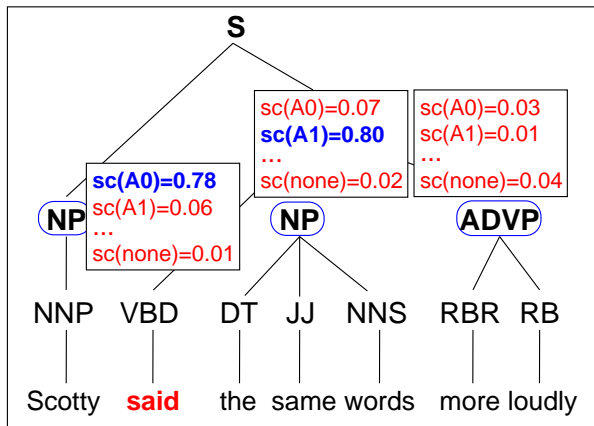 S
sc(A0)=0.07
sc(A1)=0.80
...
sc(none)=0.02
sc(A0)=0.03
sc(A1)=0.01
...
sc(none)=0.04
sc(A0)=0.78
sc(A1)=0.06
...
sc(none)=0.01
NP NP ADVP
NNP VBD DT JJ NNS RBR RB
Scotty said the same words more loudly